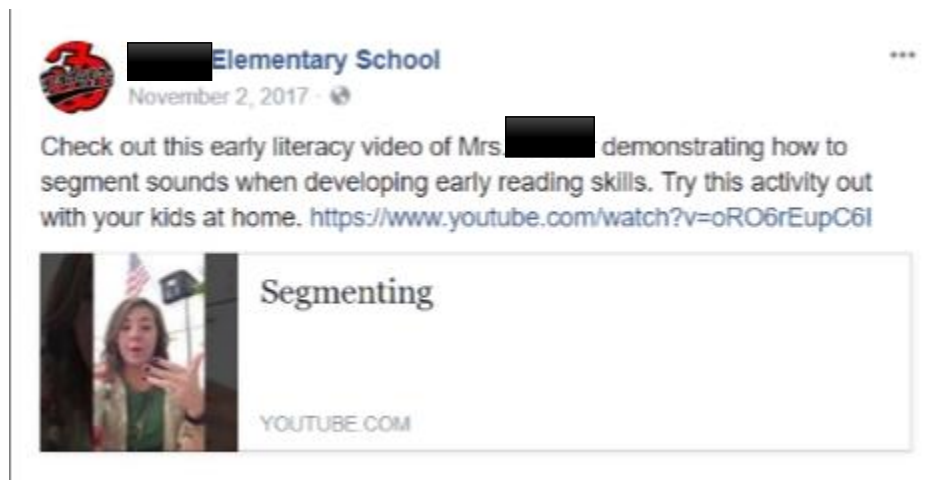 Elementary School
November 2, 2017 ·
Check out this early literacy video of Mrs. demonstrating how to
segment sounds when developing early reading skills. Try this activity out
with your kids at home. https://www.youtube.com/watch?v=oRO6rEupC6I
Segmenting
YOUTUBE.COM